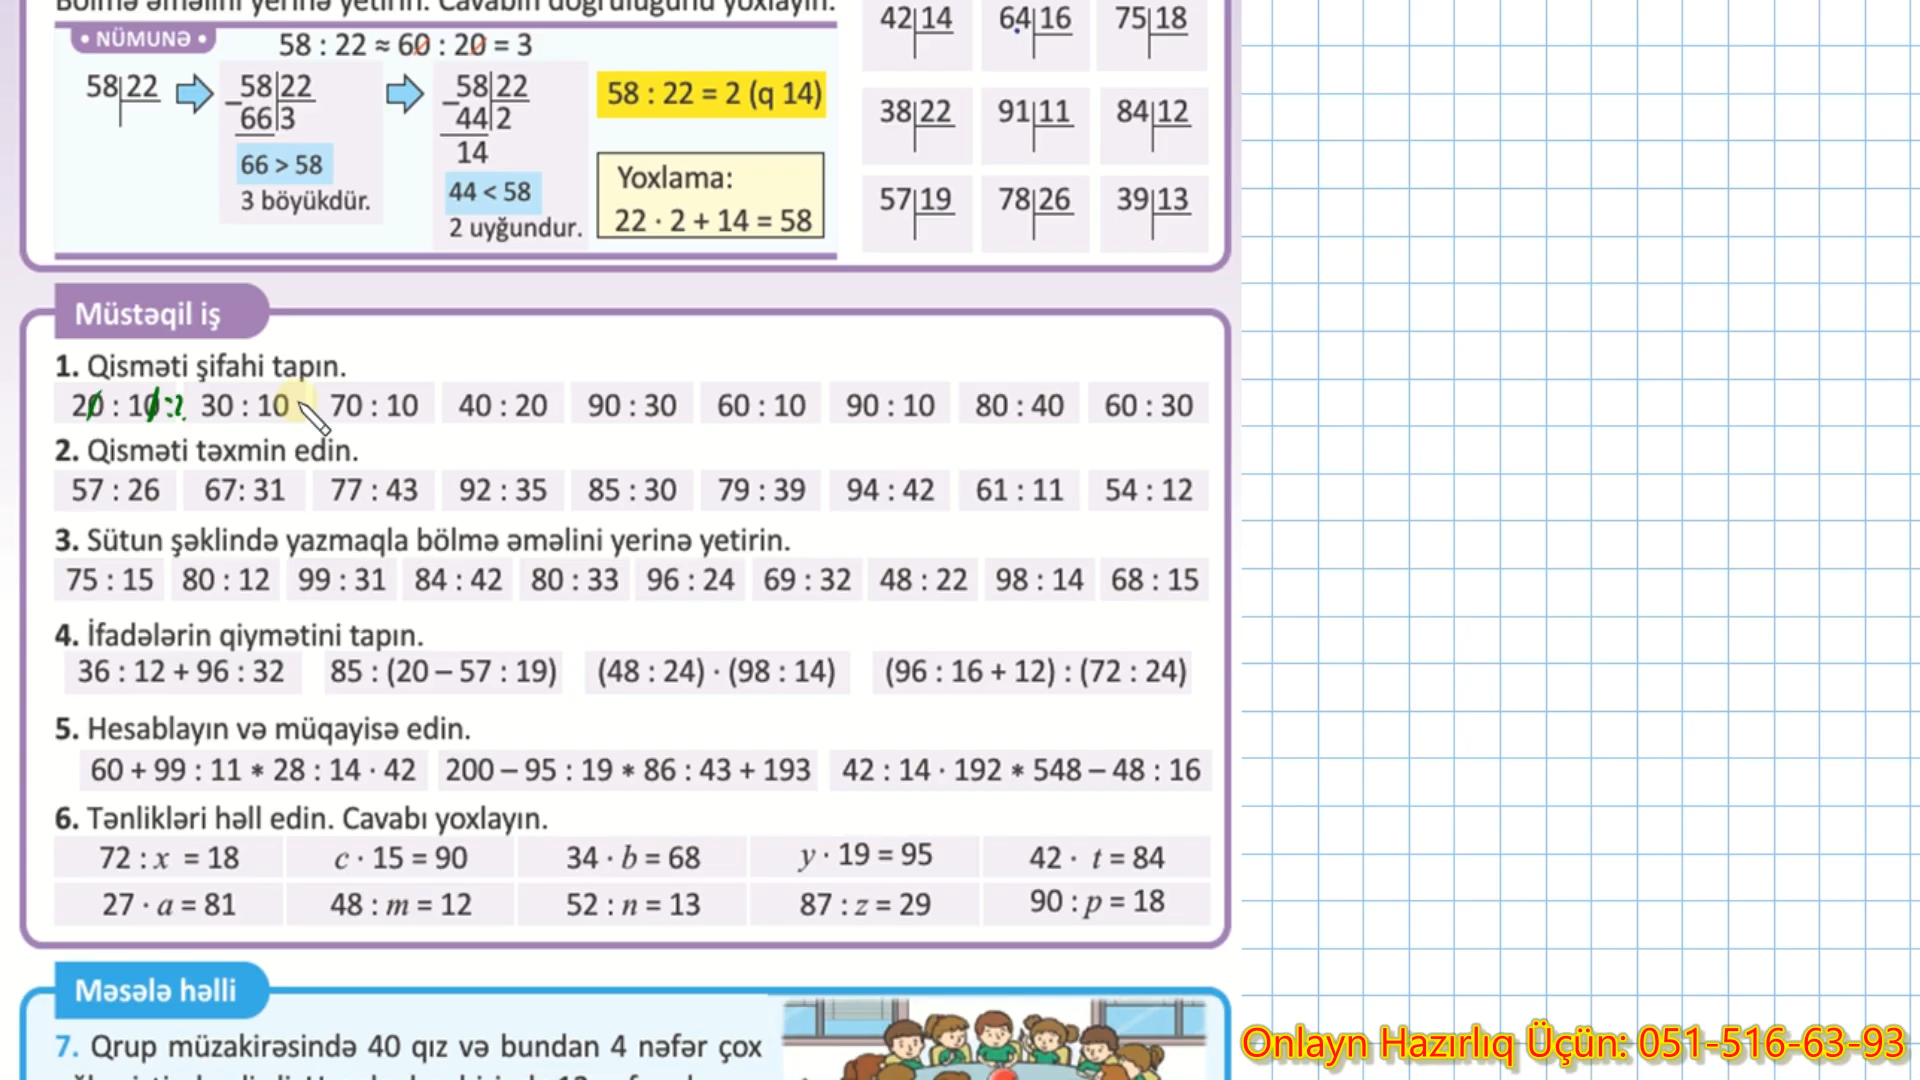 Bölmə əməlini yerinə yetirin. Cavabın doğruluğunu yoxlayın.
• NÜMUNƏ •
58 : 22 ≈ 60 : 20 = 3
58 22
58 22
– 66 3
66 > 58
3 böyükdür.
58 22
– 44 2
14
44 < 58
2 uyğundur.
58 : 22 = 2 (q 14)
Yoxlama:
22 · 2 + 14 = 58
42 14 64 16 75 18
38 22 91 11 84 12
57 19 78 26 39 13
Müstəqil iş
1. Qisməti şifahi tapın.
20 : 10 =2 30 : 10 70 : 10 40 : 20 90 : 30 60 : 10 90 : 10 80 : 40 60 : 30
2. Qisməti təxmin edin.
57 : 26 67: 31 77 : 43 92 : 35 85 : 30 79 : 39 94 : 42 61 : 11 54 : 12
3. Sütun şəklində yazmaqla bölmə əməlini yerinə yetirin.
75 : 15 80 : 12 99 : 31 84 : 42 80 : 33 96 : 24 69 : 32 48 : 22 98 : 14 68 : 15
4. İfadələrin qiymətini tapın.
36 : 12 + 96 : 32 85 : (20 – 57 : 19) (48 : 24) · (98 : 14) (96 : 16 + 12) : (72 : 24)
5. Hesablayın və müqayisə edin.
60 + 99 : 11 * 28 : 14 · 42 200 – 95 : 19 * 86 : 43 + 193 42 : 14 · 192 * 548 – 48 : 16
6. Tənlikləri həll edin. Cavabı yoxlayın.
72 : x = 18 c · 15 = 90 34 · b = 68 y · 19 = 95 42 · t = 84
27 · a = 81 48 : m = 12 52 : n = 13 87 : z = 29 90 : p = 18
Məsələ həlli
7. Qrup müzakirəsində 40 qız və bundan 4 nəfər çox
Onlayn Hazırlıq Üçün: 051-516-63-93